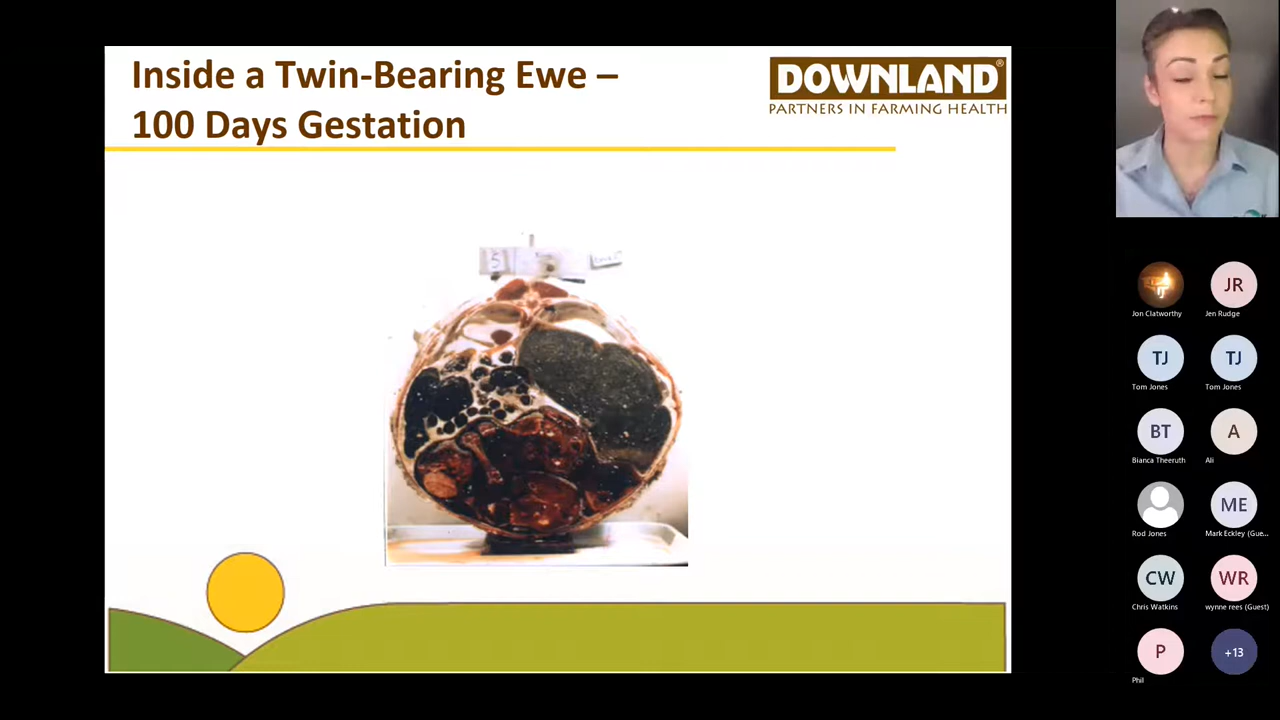 Inside a Twin-Bearing Ewe –
100 Days Gestation
DOWNLAND®
PARTNERS IN FARMING HEALTH
5
Jon Clatworthy
JR
Jen Rudge
TJ
Tom Jones
TJ
Tom Jones
BT
Bianca Theeruth
A
Ali
Rod Jones
ME
Mark Eckley (Gue...
CW
Chris Watkins
WR
wynne rees (Guest)
P
Phil
+13